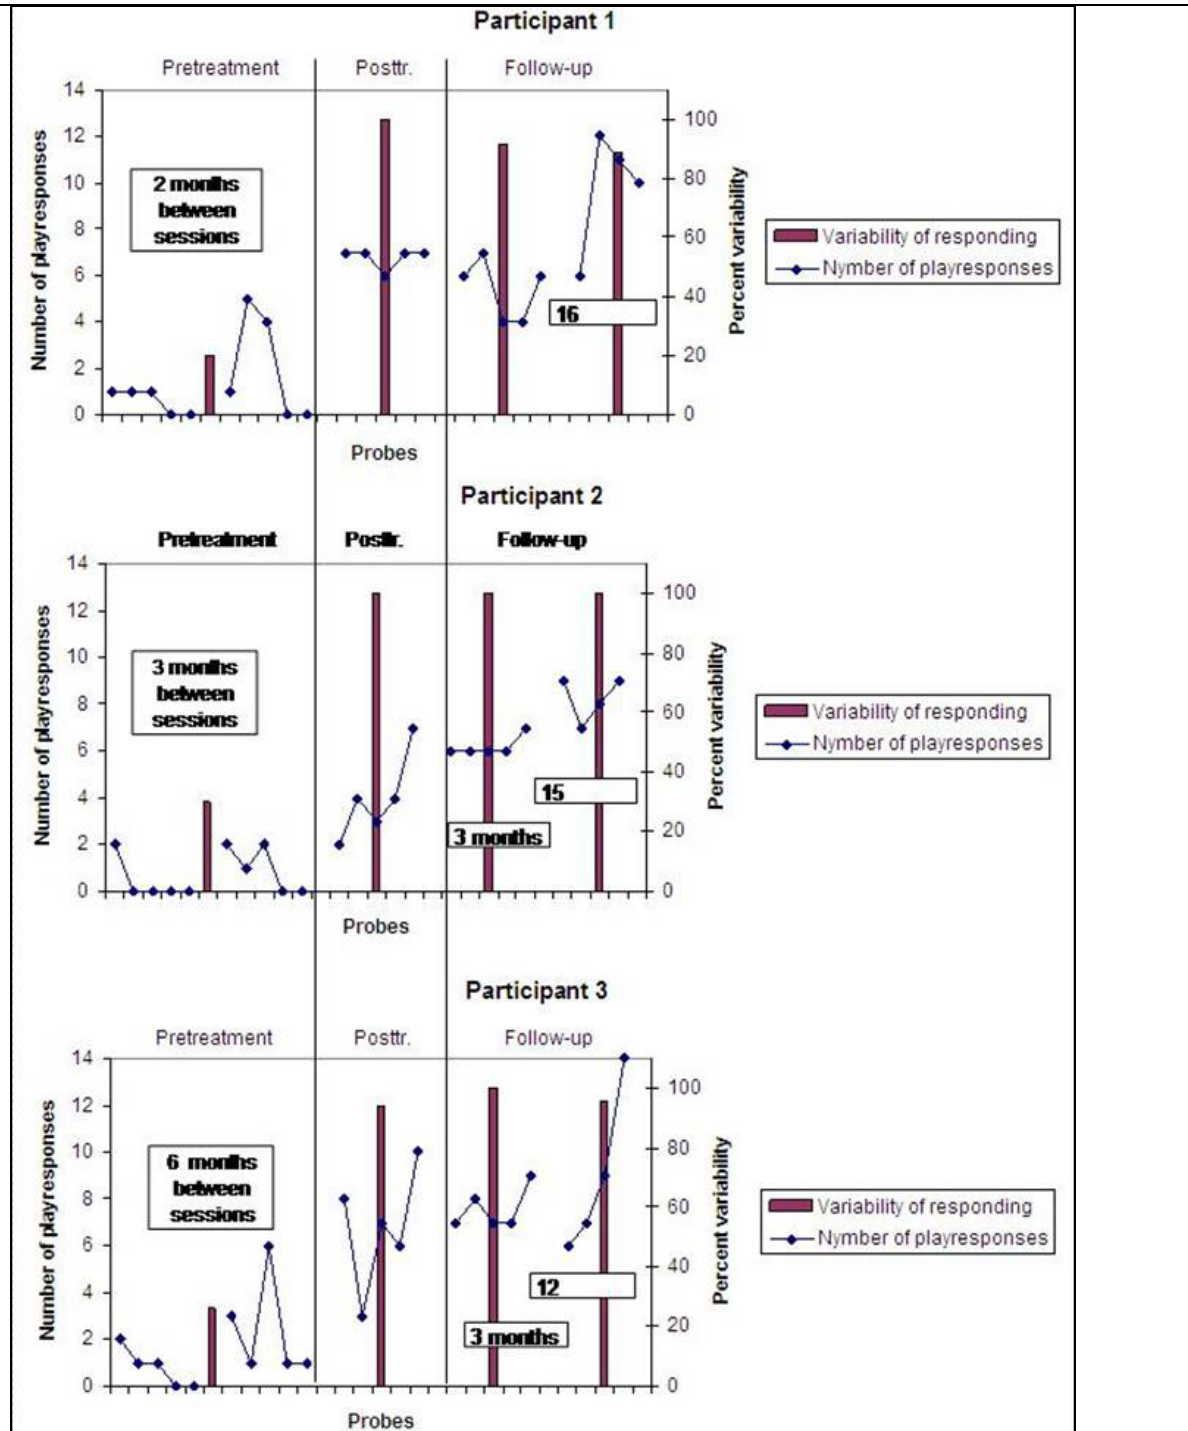 Participant 1
Pretreatment Posttr. Follow-up
14
12
10
8
6
4
2
0
Number of playresponses
2 months
between
sessions
16
100
80
60
40
20
0
Percent variability
Variability of responding
Nymber of playresponses
Probes
Participant 2
Pretreatment Posttr. Follow-up
14
12
10
8
6
4
2
0
Number of playresponses
3 months
between
sessions
15
3 months
100
80
60
40
20
0
Percent variability
Variability of responding
Nymber of playresponses
Probes
Participant 3
Pretreatment Posttr. Follow-up
14
12
10
8
6
4
2
0
Number of playresponses
6 months
between
sessions
12
3 months
100
80
60
40
20
0
Percent variability
Variability of responding
Nymber of playresponses
Probes